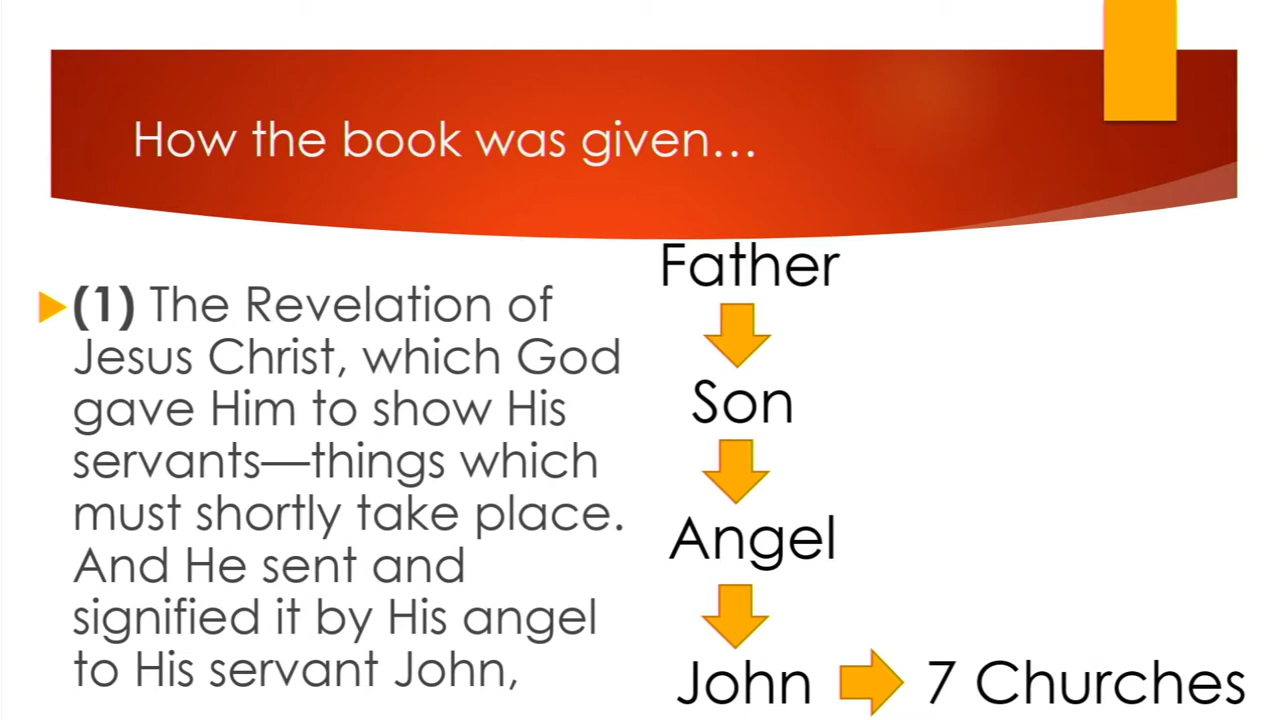 How the book was given…
(1) The Revelation of
Jesus Christ, which God
gave Him to show His
servants—things which
must shortly take place.
And He sent and
signified it by His angel
to His servant John,
Father
Son
Angel
John
7 Churches